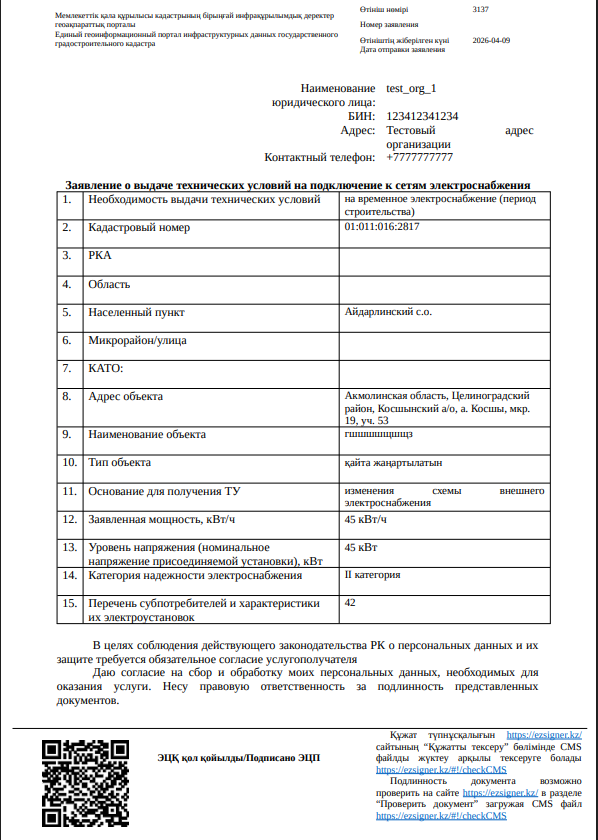 Мемлекеттік қала құрылысы кадастрының бірыңғай инфрақұрылымдық деректер
геоақпараттық порталы
Единый геоинформационный портал инфраструктурных данных государственного
градостроительного кадастра
Өтініш нөмірі 3137
Номер заявления
Өтініштің жіберілген күні 2026-04-09
Дата отправки заявления
Наименование test_org_1
юридического лица:
БИН: 123412341234
Адрес: Тестовый адрес
организации
Контактный телефон: +7777777777
Заявление о выдаче технических условий на подключение к сетям электроснабжения
1. Необходимость выдачи технических условий на временное электроснабжение (период
строительства)
2. Кадастровый номер 01:011:016:2817
3. РКА
4. Область
5. Населенный пункт Айдарлинский с.о.
6. Микрорайон/улица
7. КАТО:
8. Адрес объекта Акмолинская область, Целиноградский
район, Косшынский а/о, а. Косшы, мкр.
19, уч. 53
9. Наименование объекта гшшшшщшщз
10. Тип объекта қайта жаңартылатын
11. Основание для получения ТУ изменения схемы внешнего
электроснабжения
12. Заявленная мощность, кВт/ч 45 кВт/ч
13. Уровень напряжения (номинальное 45 кВт
напряжение присоединяемой установки), кВт
14. Категория надежности электроснабжения II категория
15. Перечень субпотребителей и характеристики 42
их электроустановок
В целях соблюдения действующего законодательства РК о персональных данных и их
защите требуется обязательное согласие услугополучателя
Даю согласие на сбор и обработку моих персональных данных, необходимых для
оказания услуги. Несу правовую ответственность за подлинность представленных
документов.
ЭЦҚ қол қойылды/Подписано ЭЦП
Құжат түпнұсқалығын https://ezsigner.kz/
сайтының “Құжатты тексеру” бөлімінде CMS
файлды жүктеу арқылы тексеруге болады
https://ezsigner.kz/#!/checkCMS
Подлинность документа возможно
проверить на сайте https://ezsigner.kz/ в разделе
“Проверить документ” загружая CMS файл
https://ezsigner.kz/#!/checkCMS